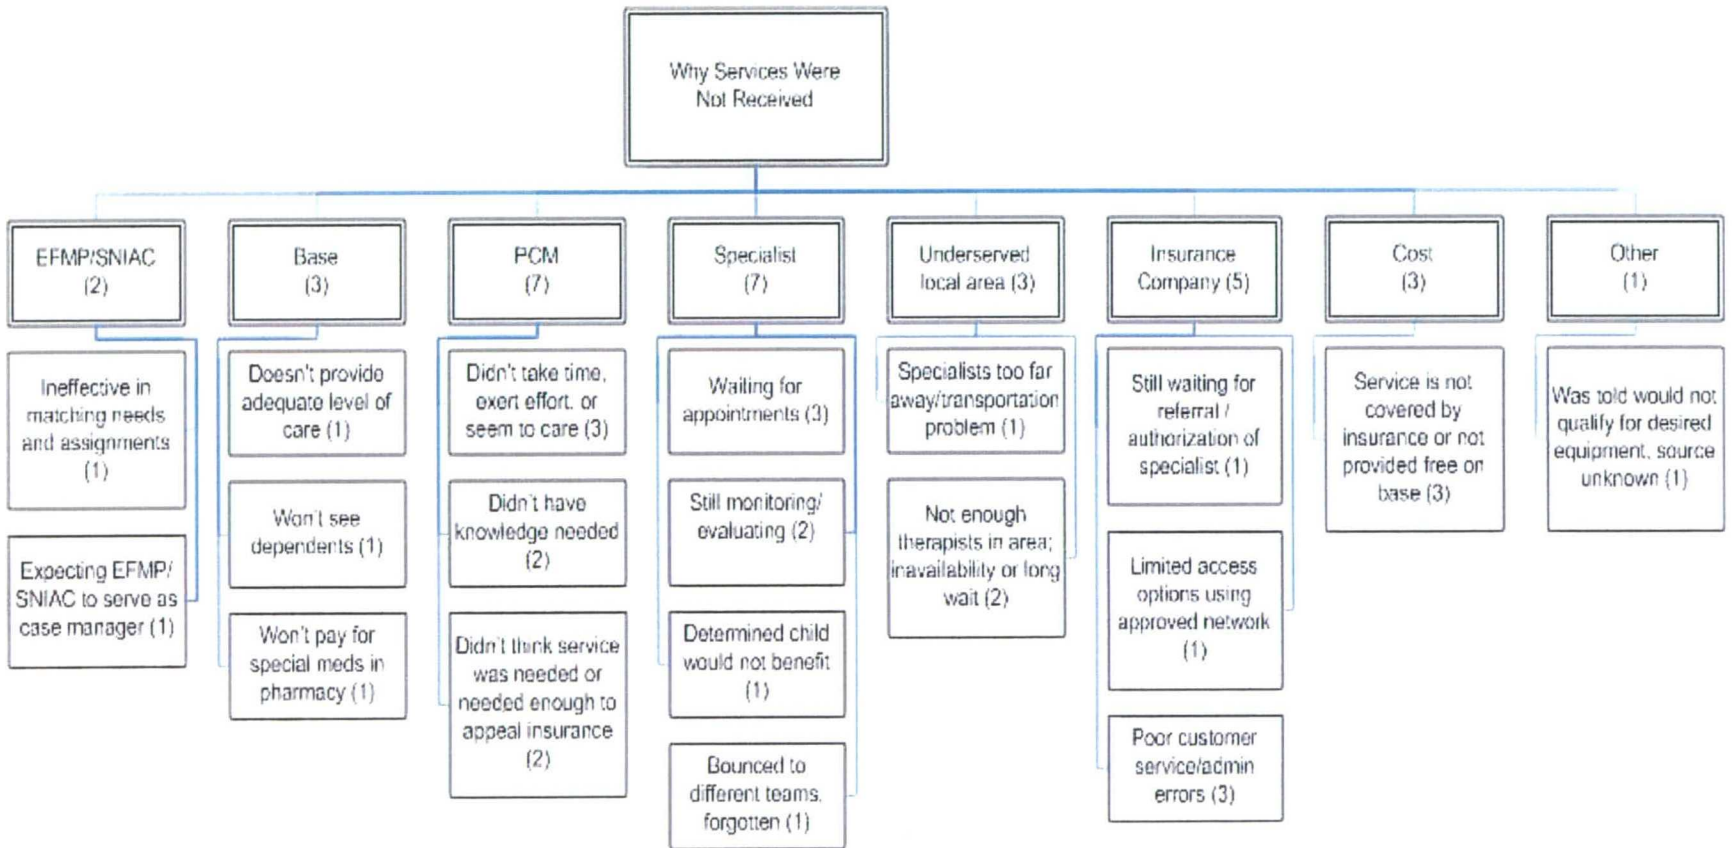 Why Services Were
Not Received
EFMP/SNIAC
(2)
Base
(3)
PCM
(7)
Specialist
(7)
Underserved
local area (3)
Insurance
Company (5)
Cost
(3)
Other
(1)
Ineffective in
matching needs
and assignments
(1)
Expecting EFMP/
SNIAC to serve as
case manager (1)
Doesn't provide
adequate level of
care (1)
Won't see
dependents (1)
Won't pay for
special meds in
pharmacy (1)
Didn't take time,
exert effort, or
seem to care (3)
Didn't have
knowledge needed
(2)
Didn't think service
was needed or
needed enough to
appeal insurance
(2)
Waiting for
appointments (3)
Still monitoring/
evaluating (2)
Determined child
would not benefit
(1)
Bounced to
different teams,
forgotten (1)
Specialists too far
away/transportation
problem (1)
Not enough
therapists in area;
inavailability or long
wait (2)
Still waiting for
referral /
authorization of
specialist (1)
Limited access
options using
approved network
(1)
Poor customer
service/admin
errors (3)
Service is not
covered by
insurance or not
provided free on
base (3)
Was told would not
qualify for desired
equipment, source
unknown (1)